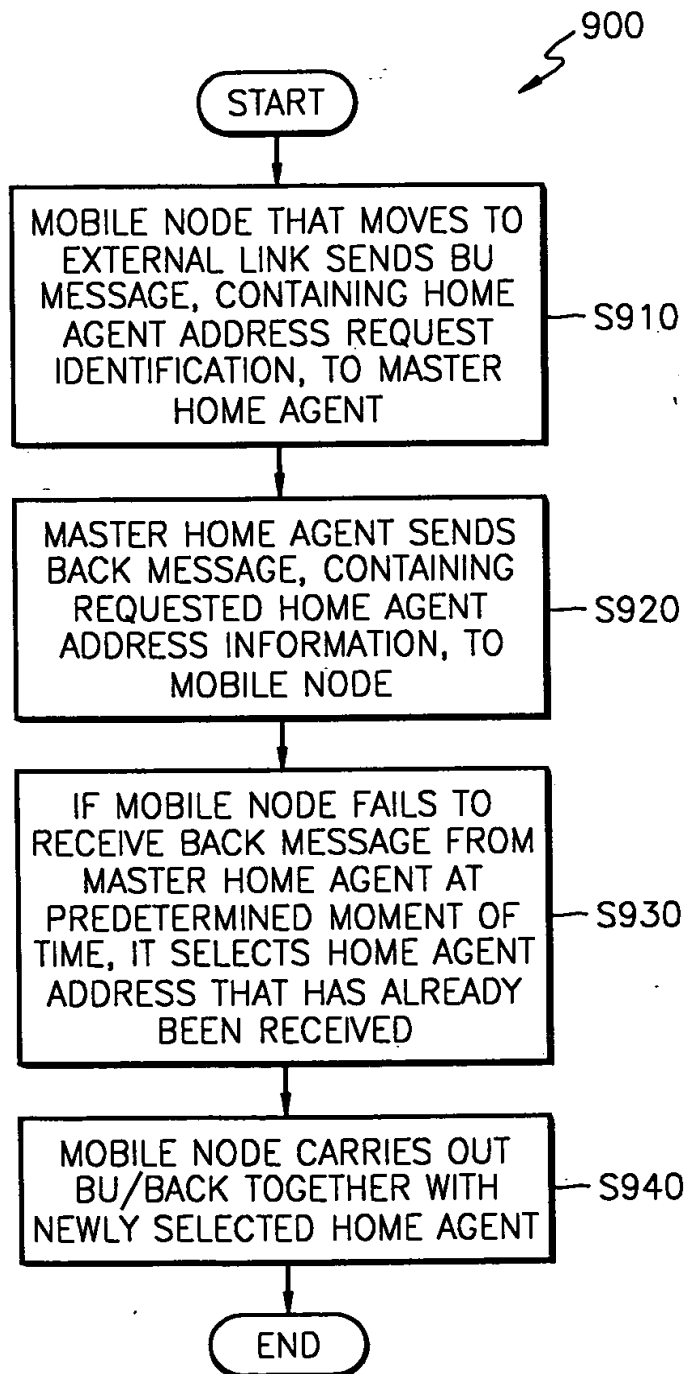 900
START
MOBILE NODE THAT MOVES TO
EXTERNAL LINK SENDS BU
MESSAGE, CONTAINING HOME
AGENT ADDRESS REQUEST
IDENTIFICATION, TO MASTER
HOME AGENT
S910
MASTER HOME AGENT SENDS
BACK MESSAGE, CONTAINING
REQUESTED HOME AGENT
ADDRESS INFORMATION, TO
MOBILE NODE
S920
IF MOBILE NODE FAILS TO
RECEIVE BACK MESSAGE FROM
MASTER HOME AGENT AT
PREDETERMINED MOMENT OF
TIME, IT SELECTS HOME AGENT
ADDRESS THAT HAS ALREADY
BEEN RECEIVED
S930
MOBILE NODE CARRIES OUT
BU/BACK TOGETHER WITH
NEWLY SELECTED HOME AGENT
S940
END